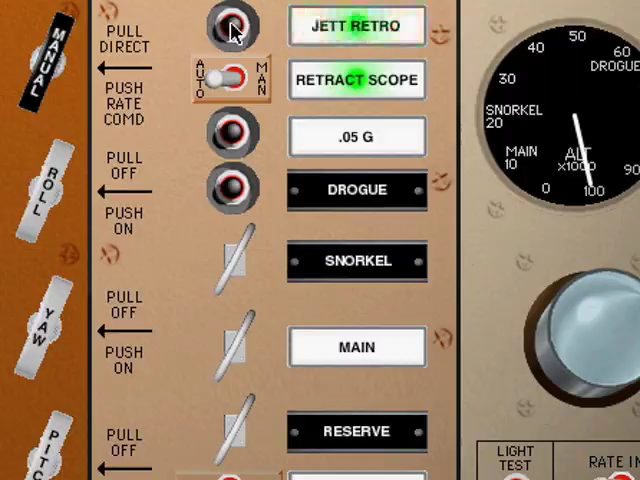 MANUAL
ROLL
YAW
PITC
PULL
DIRECT
PUSH
RATE
COMD
PULL
OFF
PUSH
ON
PULL
OFF
PUSH
ON
PULL
OFF
AUTO
MAN
JETT RETRO
RETRACT SCOPE
.05 G
DROGUE
SNORKEL
MAIN
RESERVE
50
40
60
DROGUE
30
SNORKEL
20
MAIN
10
ALT
X1000
90
0
100
LIGHT
TEST
RATE IN